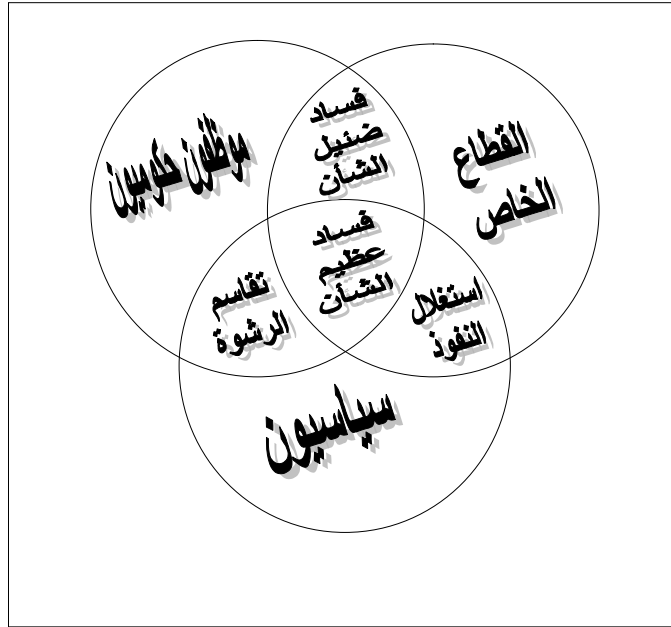 فساد
ضئيل
الشأن
القطاع
الخاص
موظفون حكوميون
فساد
عظيم
الشأن
تقاسم
الرشوة
استغلال
النفوذ
سياسيون